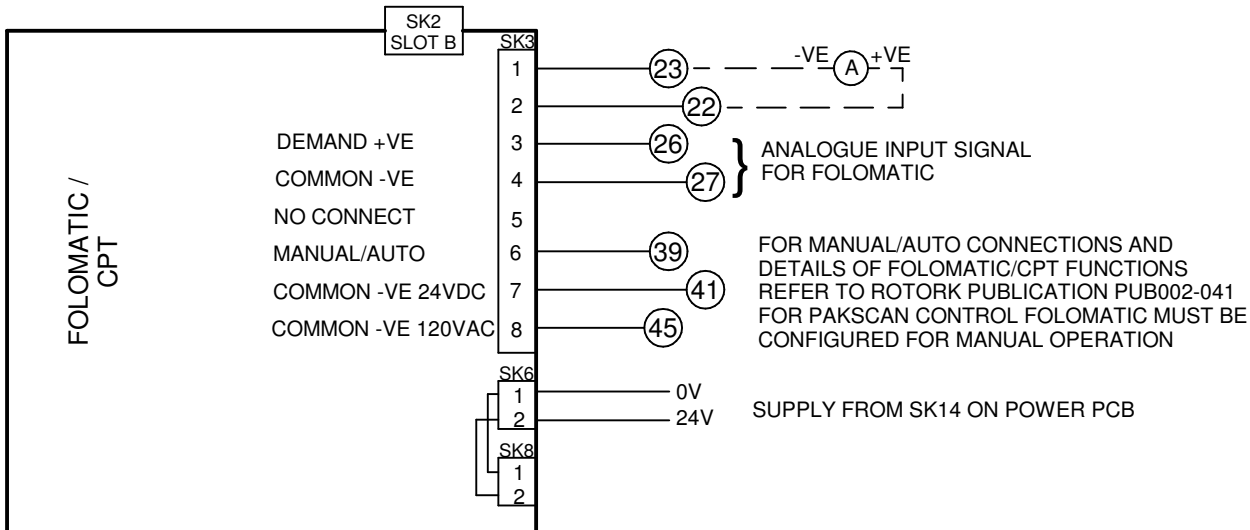 SK2
SLOT B
SK3
1
23
-VE
A
+VE
2
22
DEMAND +VE
3
26
COMMON -VE
4
27
ANALOGUE INPUT SIGNAL
FOR FOLOMATIC
NO CONNECT
5
MANUAL/AUTO
6
39
COMMON -VE 24VDC
7
41
COMMON -VE 120VAC
8
45
FOR MANUAL/AUTO CONNECTIONS AND
DETAILS OF FOLOMATIC/CPT FUNCTIONS
REFER TO ROTORK PUBLICATION PUB002-041
FOR PAKSCAN CONTROL FOLOMATIC MUST BE
CONFIGURED FOR MANUAL OPERATION
FOLOMATIC /
CPT
SK6
1
0V
2
24V
SUPPLY FROM SK14 ON POWER PCB
SK8
1
2